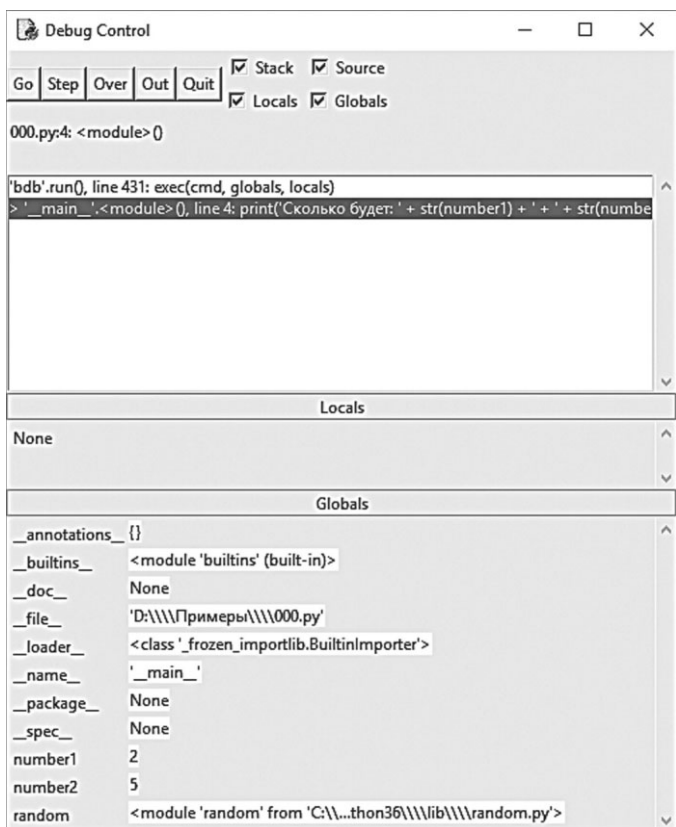 Debug Control
Go Step Over Out Quit
Stack Source
Locals Globals
000.py:4: <module>()
'bdb'.run(), line 431: exec(cmd, globals, locals)
> '__main__'.<module>(), line 4: print('Сколько будет: ' + str(number1) + ' + ' + str(numbe
Locals
None
Globals
__annotations__ {}
__builtins__ <module 'builtins' (built-in)>
__doc__ None
__file__ 'D:\\\\Примеры\\\\000.py'
__loader__ <class '_frozen_importlib.BuiltinImporter'>
__name__ '__main__'
__package__ None
__spec__ None
number1 2
number2 5
random <module 'random' from 'C:\\...thon36\\\\lib\\\\random.py'>